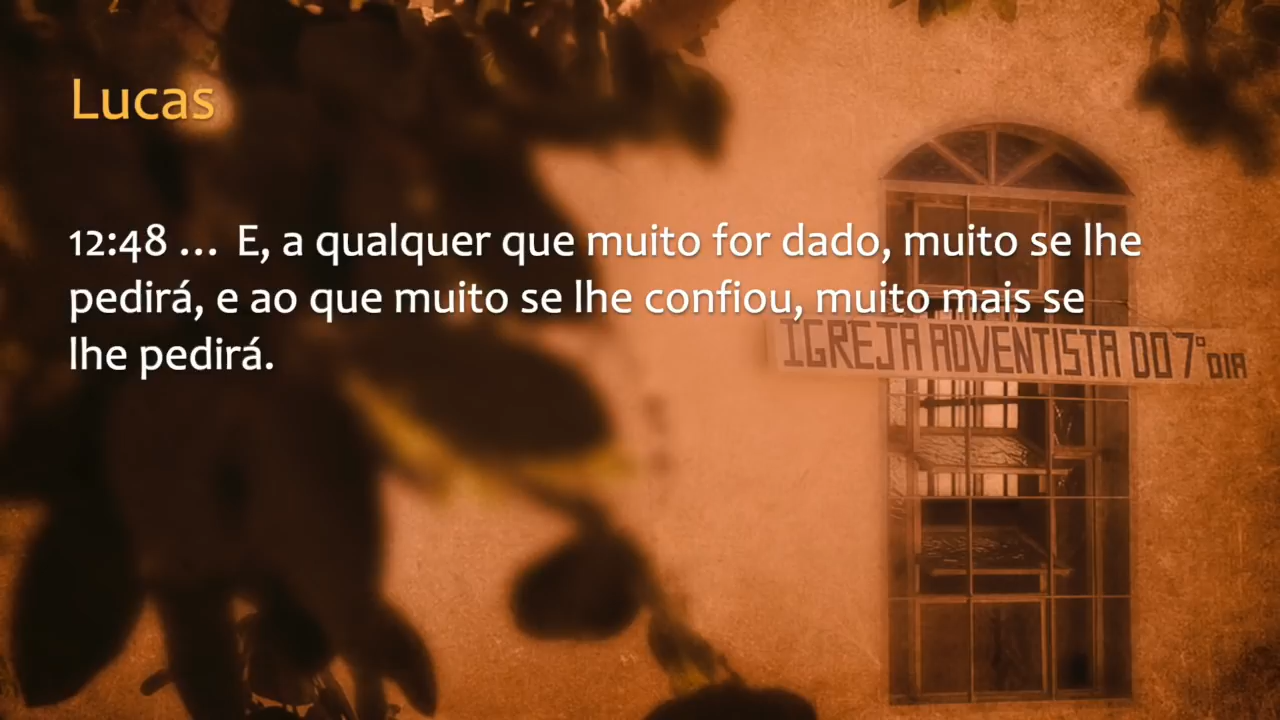 Lucas
12:48 ... E, a qualquer que muito for dado, muito se lhe
pedirá, e ao que muito se lhe confiou, muito mais se
lhe pedirá.
IGREJA ADVENTISTA DO 7° DIA